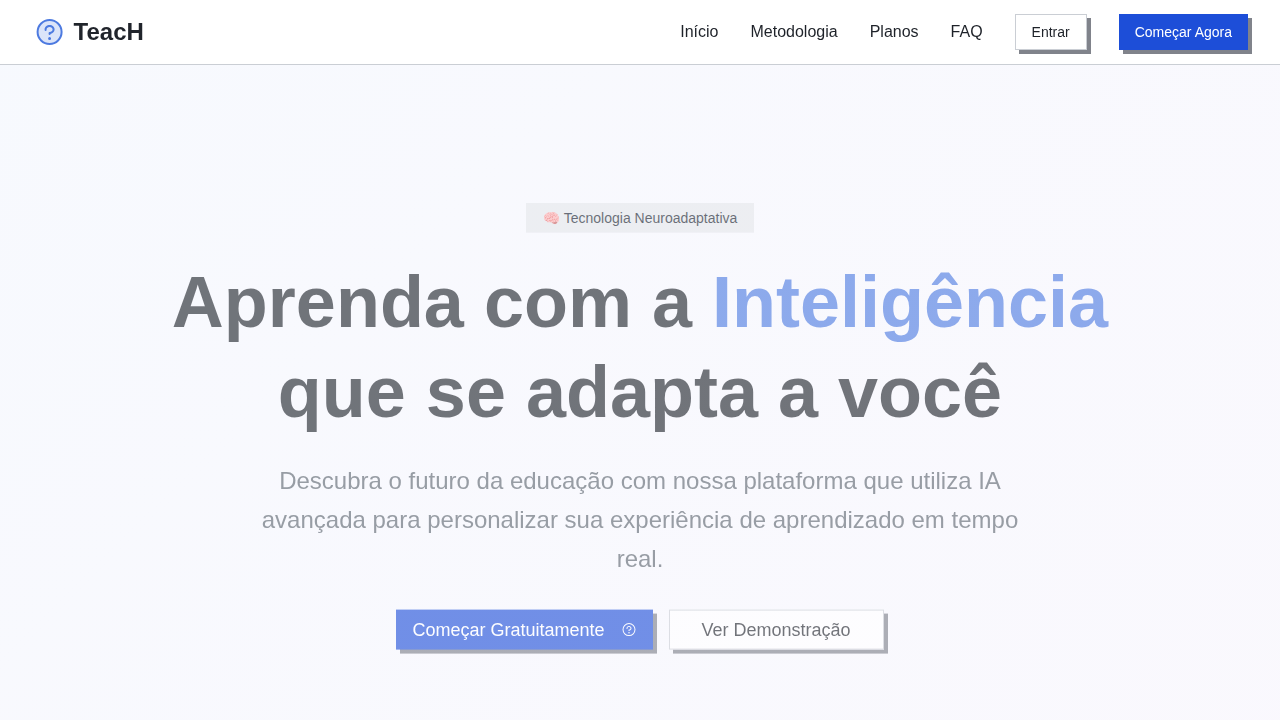 TeacH
Início
Metodologia
Planos
FAQ
Entrar
Começar Agora
🧠 Tecnologia Neuroadaptativa
Aprenda com a Inteligência
que se adapta a você
Descubra o futuro da educação com nossa plataforma que utiliza IA
avançada para personalizar sua experiência de aprendizado em tempo
real.
Começar Gratuitamente
Ver Demonstração